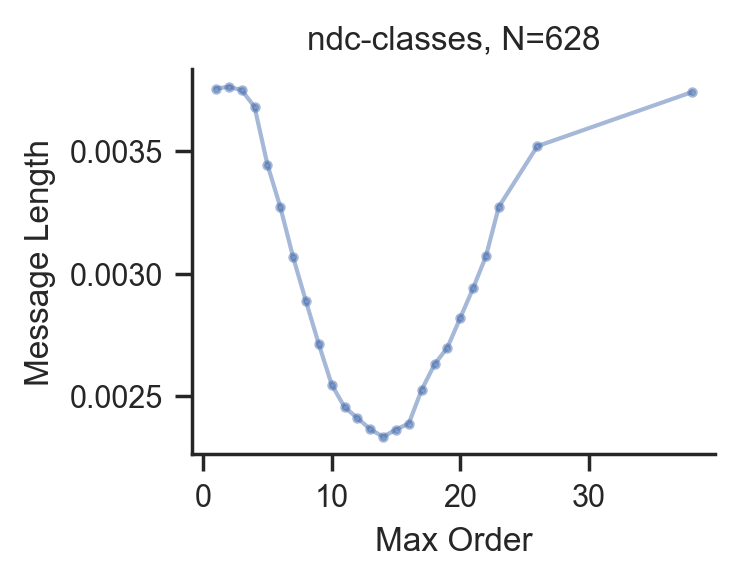 ndc-classes, N=628
Message Length
0.0035
0.0030
0.0025
0 10 20 30
Max Order